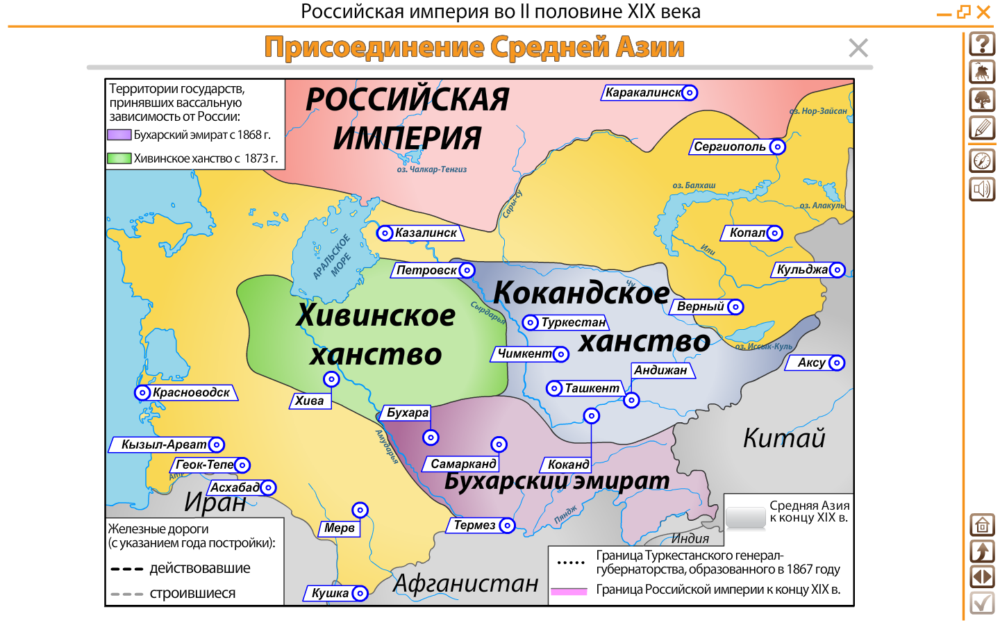 Российская империя во II половине XIX века
Присоединение Средней Азии
Территории государств,
принявших вассальную
зависимость от России:
Бухарский эмират с 1868 г.
Хивинское ханство с 1873 г.
РОССИЙСКАЯ
ИМПЕРИЯ
Каракалинск
оз. Нор-Зайсан
Сергиополь
оз. Чалкар-Тенгиз
оз. Балхаш
Сары-су
оз. Алакуль
Казалинск
Копал
АРАЛЬСКОЕ
МОРЕ
Или
Петровск
Кульджа
Чу
Кокандское
ханство
Верный
Сырдарья
Хивинское
ханство
Туркестан
оз. Иссык-Куль
Чимкент
Аксу
Андижан
Ташкент
Красноводск
Хива
Бухара
Амударья
Китай
Кызыл-Арват
Геок-Тепе
Самарканд
Коканд
Бухарский эмират
Асхабад
Иран
Мерв
Термез
Пяндж
Средняя Азия
к концу XIX в.
Индия
Железные дороги
(с указанием года постройки):
действовавшие
строившиеся
Кушка
Афганистан
Граница Туркестанского генерал-
губернаторства, образованного в 1867 году
Граница Российской империи к концу XIX в.